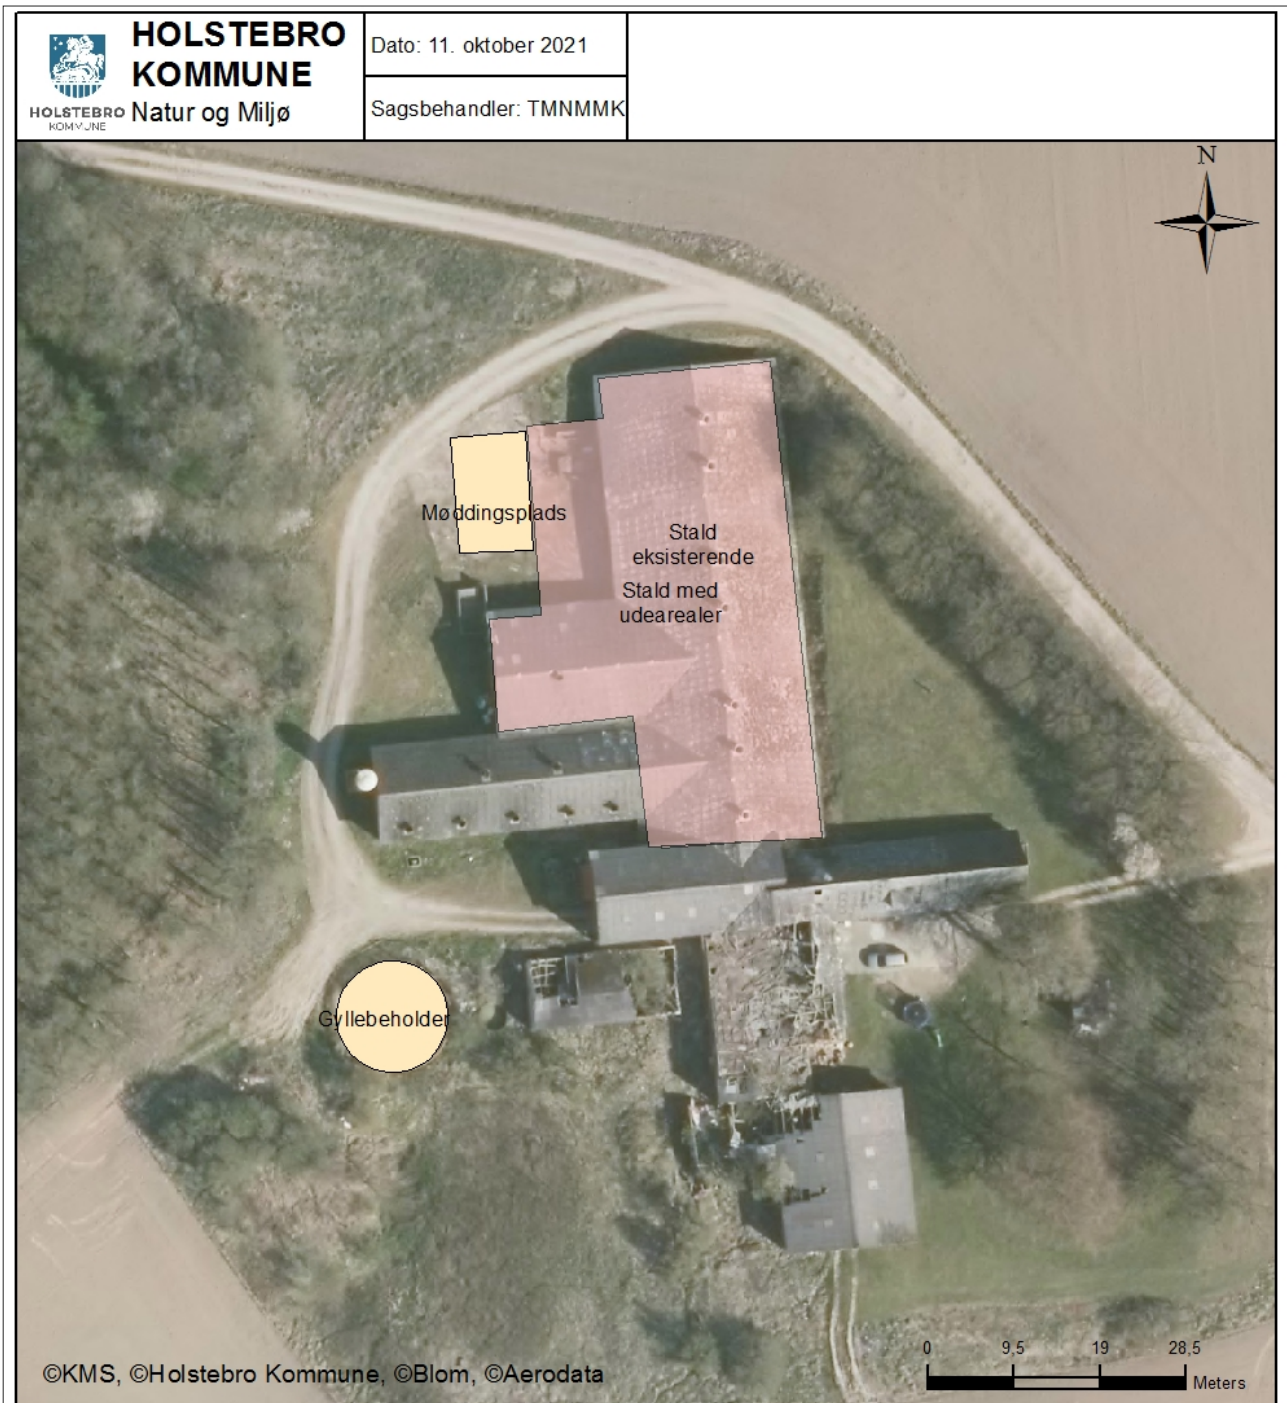 HOLSTEBRO
KOMMUNE
Natur og Miljø
HOLSTEBRO
KOMMUNE
Dato: 11. oktober 2021
Sagsbehandler: TMNMMK
N
Møddingsplads
Stald
eksisterende
Stald med
udearealer
Gyllebeholder
0 9,5 19 28,5
Meters
©KMS, ©Holstebro Kommune, ©Blom, ©Aerodata